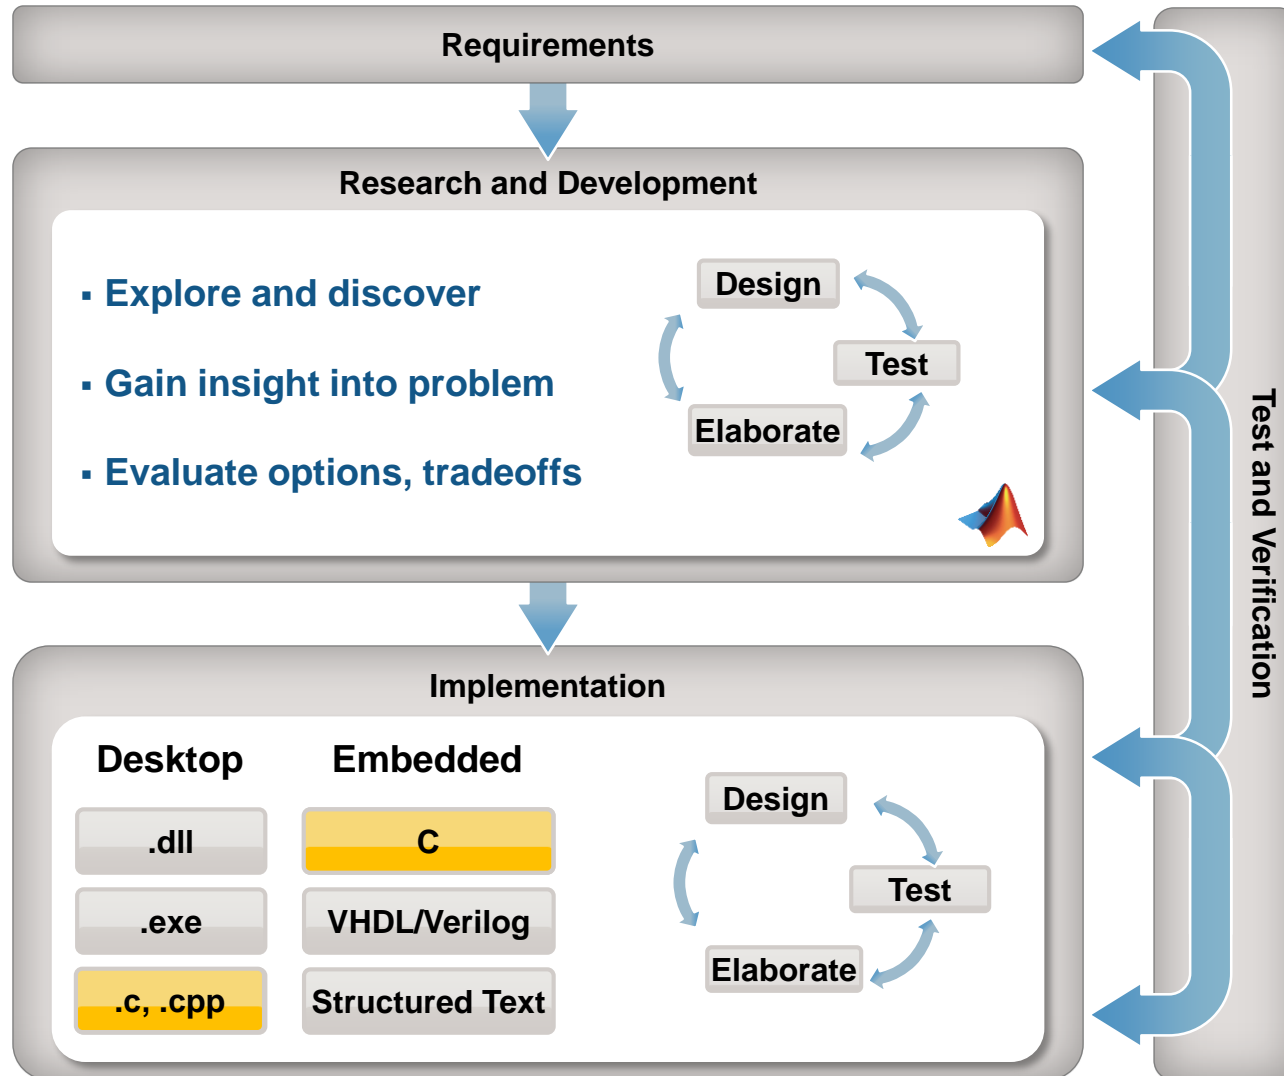 Requirements
Research and Development
▪ Explore and discover
▪ Gain insight into problem
▪ Evaluate options, tradeoffs
Design
Test
Elaborate
Implementation
Desktop
.dll
.exe
.c, .cpp
Embedded
C
VHDL/Verilog
Structured Text
Design
Test
Elaborate
Test and Verification